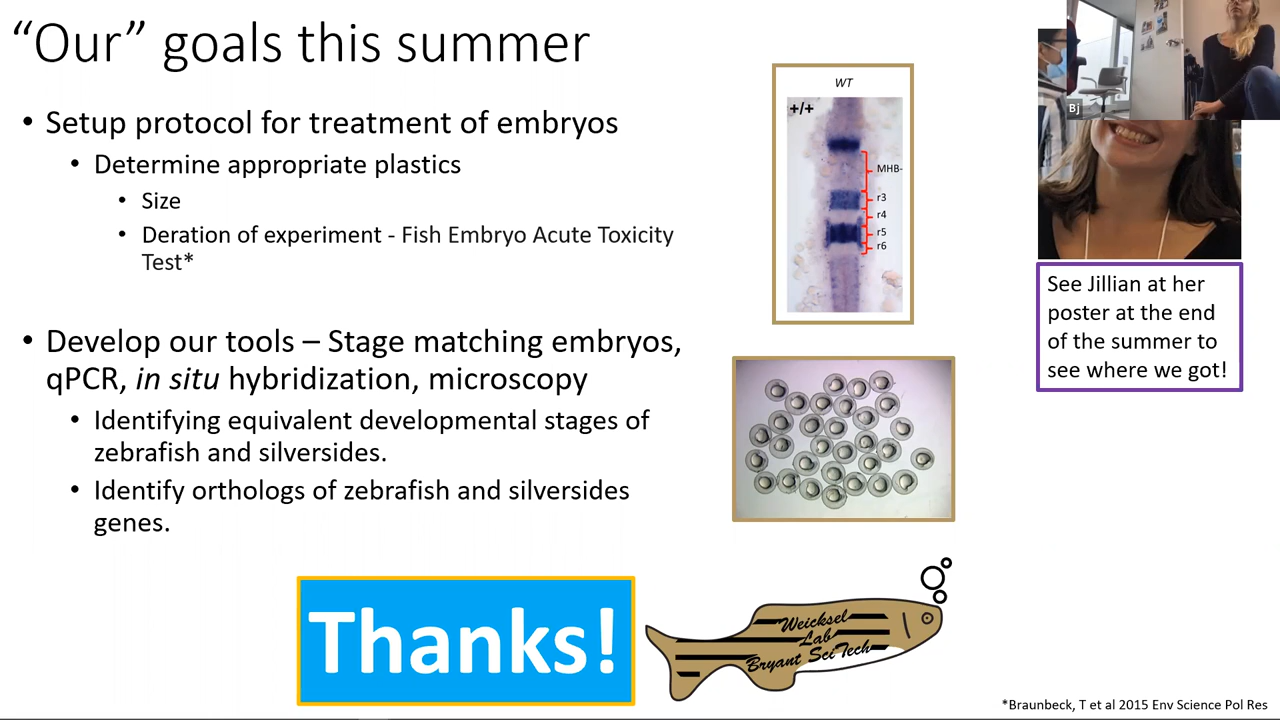 “Our” goals this summer
• Setup protocol for treatment of embryos
• Determine appropriate plastics
• Size
• Deration of experiment - Fish Embryo Acute Toxicity
Test*
• Develop our tools – Stage matching embryos,
qPCR, in situ hybridization, microscopy
• Identifying equivalent developmental stages of
zebrafish and silversides.
• Identify orthologs of zebrafish and silversides
genes.
WT
+/+
MHB-
r3
r4
r5
r6
Bj
See Jillian at her
poster at the end
of the summer to
see where we got!
Thanks!
Weicksel
Lab
Bryant SciTech
*Braunbeck, T et al 2015 Env Science Pol Res